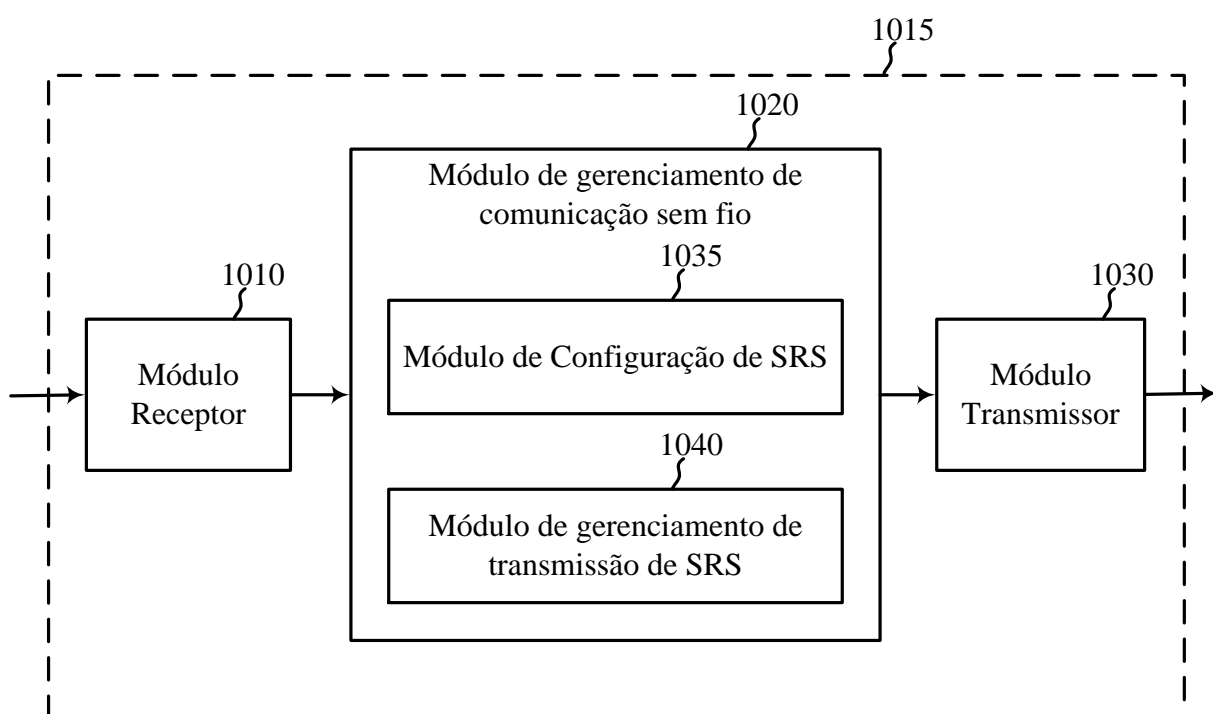 1015
1020
Módulo de gerenciamento de
comunicação sem fio
1035
Módulo de Configuração de SRS
1040
Módulo de gerenciamento de
transmissão de SRS
1010
Módulo
Receptor
1030
Módulo
Transmissor